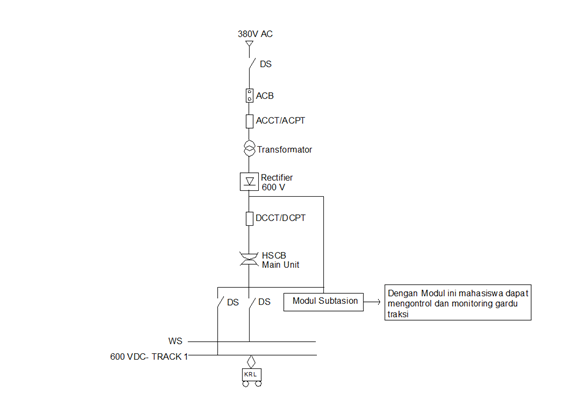 380V AC
DS
ACB
ACCT/ACPT
Transformator
Rectifier
600 V
DCCT/DCPT
HSCB
Main Unit
DS
DS
Modul Subtasion
Dengan Modul ini mahasiswa dapat
mengontrol dan monitoring gardu
traksi
WS
600 VDC- TRACK 1
KRL